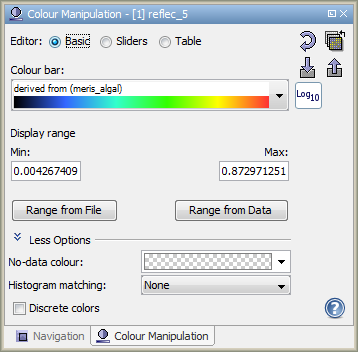 Colour Manipulation - [1] reflec_5
Editor: Basic Sliders Table
Colour bar:
derived from (meris_algal)
Log10
Display range
Min: Max:
0.004267409 0.872971251
Range from File Range from Data
Less Options
No-data colour:
Histogram matching: None
Discrete colors
?
Navigation Colour Manipulation